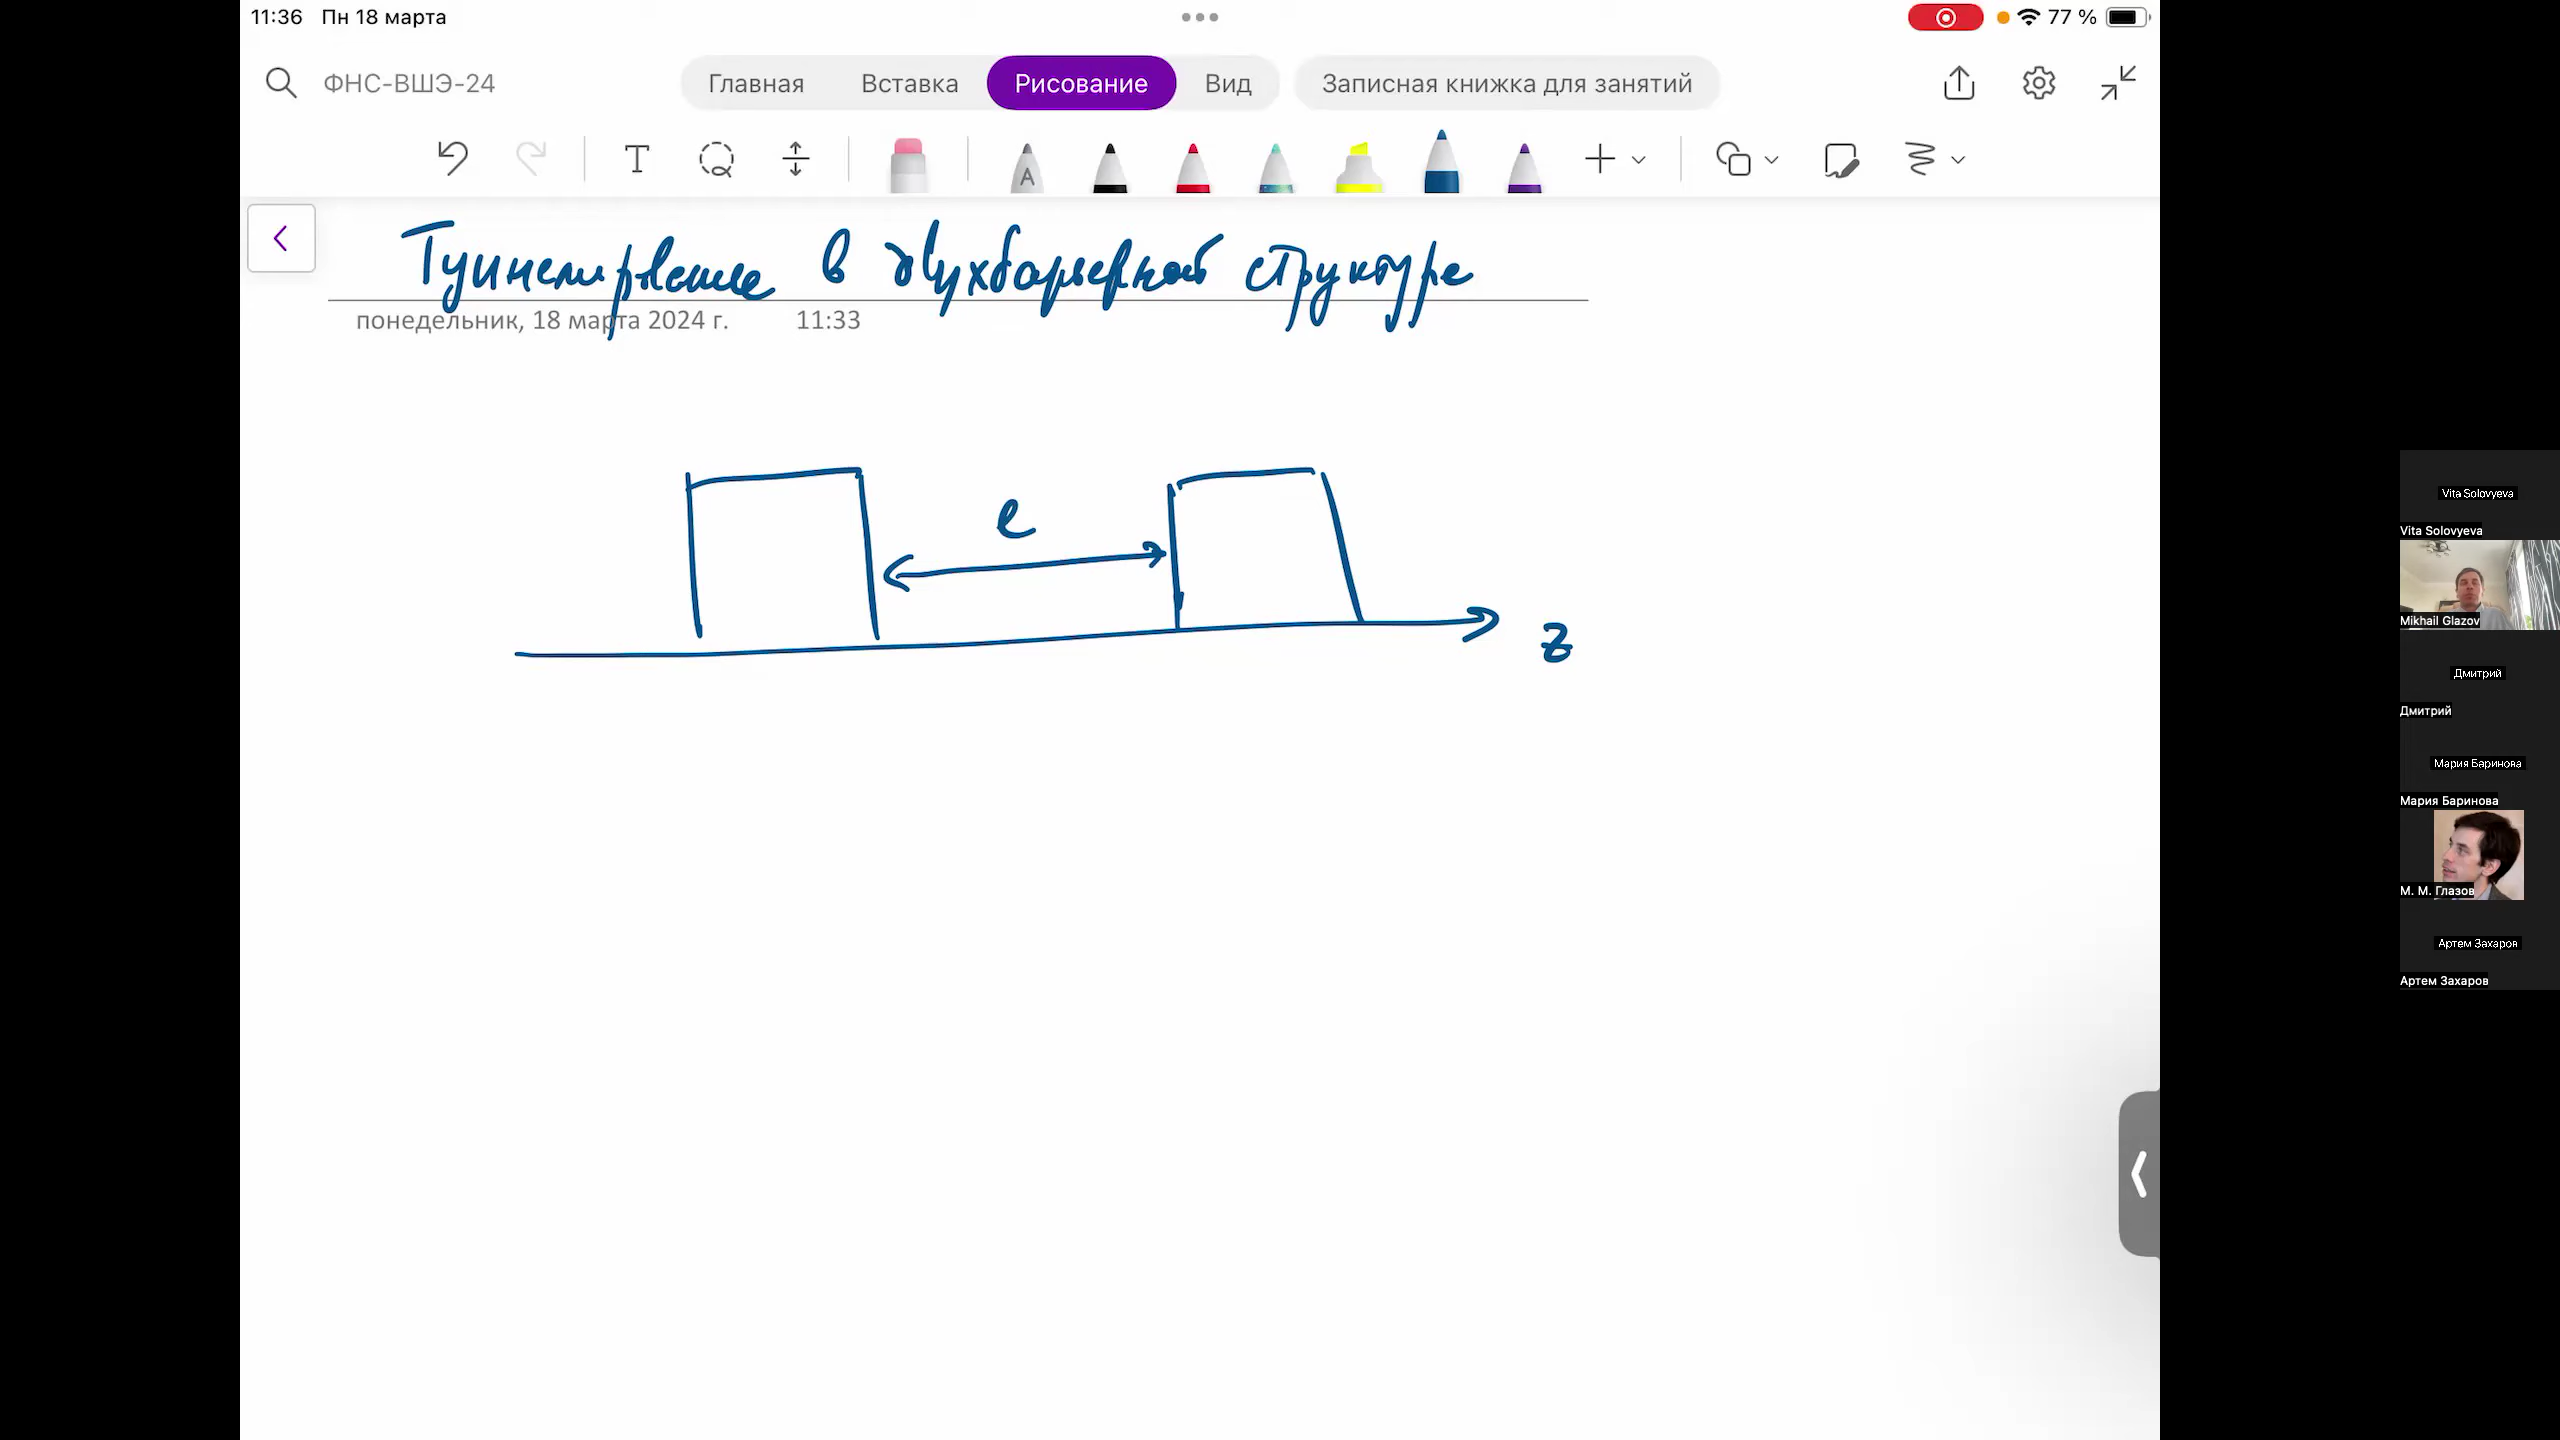 11:36 Пн 18 марта 77 %
ФНС-ВШЭ-24 Главная Вставка Рисование Вид Записная книжка для занятий
T A
Туннелирование в двухбарьерной структуре
понедельник, 18 марта 2024 г. 11:33
l
z
Vita Solovyeva
Vita Solovyeva
Mikhail Glazov
Дмитрий
Дмитрий
Мария Баринова
Мария Баринова
М. М. Глазов
Артем Захаров
Артем Захаров